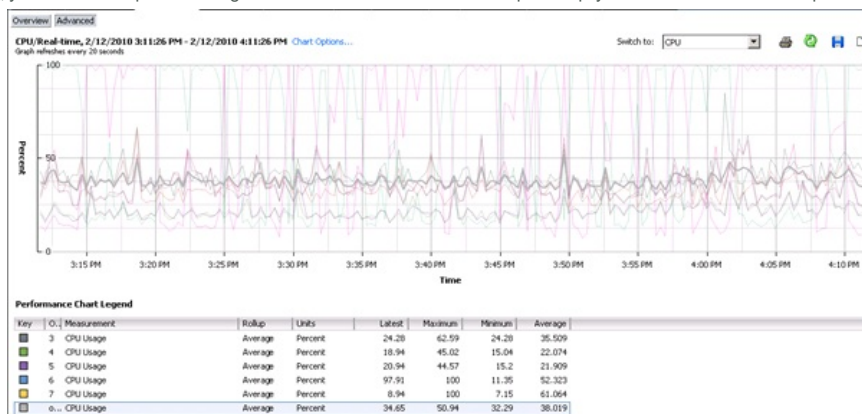 Overview Advanced
CPU/Real-time, 2/12/2010 3:11:26 PM - 2/12/2010 4:11:26 PM Chart Options...
Switch to: CPU
Graph refreshes every 20 seconds
100
50
0
Percent
3:15 PM 3:20 PM 3:25 PM 3:30 PM 3:35 PM 3:40 PM 3:45 PM 3:50 PM 3:55 PM 4:00 PM 4:05 PM 4:10 PM
Time
Performance Chart Legend
Key O... Measurement Rollup Units Latest Maximum Minimum Average
3 CPU Usage Average Percent 24.28 62.59 24.28 35.509
4 CPU Usage Average Percent 18.94 45.02 15.04 22.074
5 CPU Usage Average Percent 20.94 44.57 15.2 21.909
6 CPU Usage Average Percent 97.91 100 11.35 52.323
7 CPU Usage Average Percent 8.94 100 7.15 61.064
o... CPU Usage Average Percent 34.65 50.94 32.29 38.019